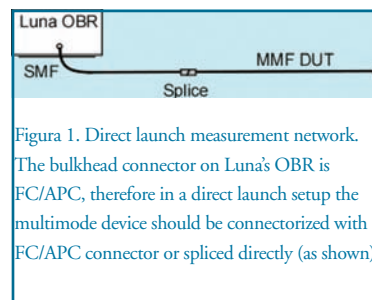 Luna OBR
SMF
MMF DUT
Splice
Figura 1. Direct launch measurement network.
The bulkhead connector on Luna's OBR is
FC/APC, therefore in a direct launch setup the
multimode device should be connectorized with
FC/APC connector or spliced directly (as shown)